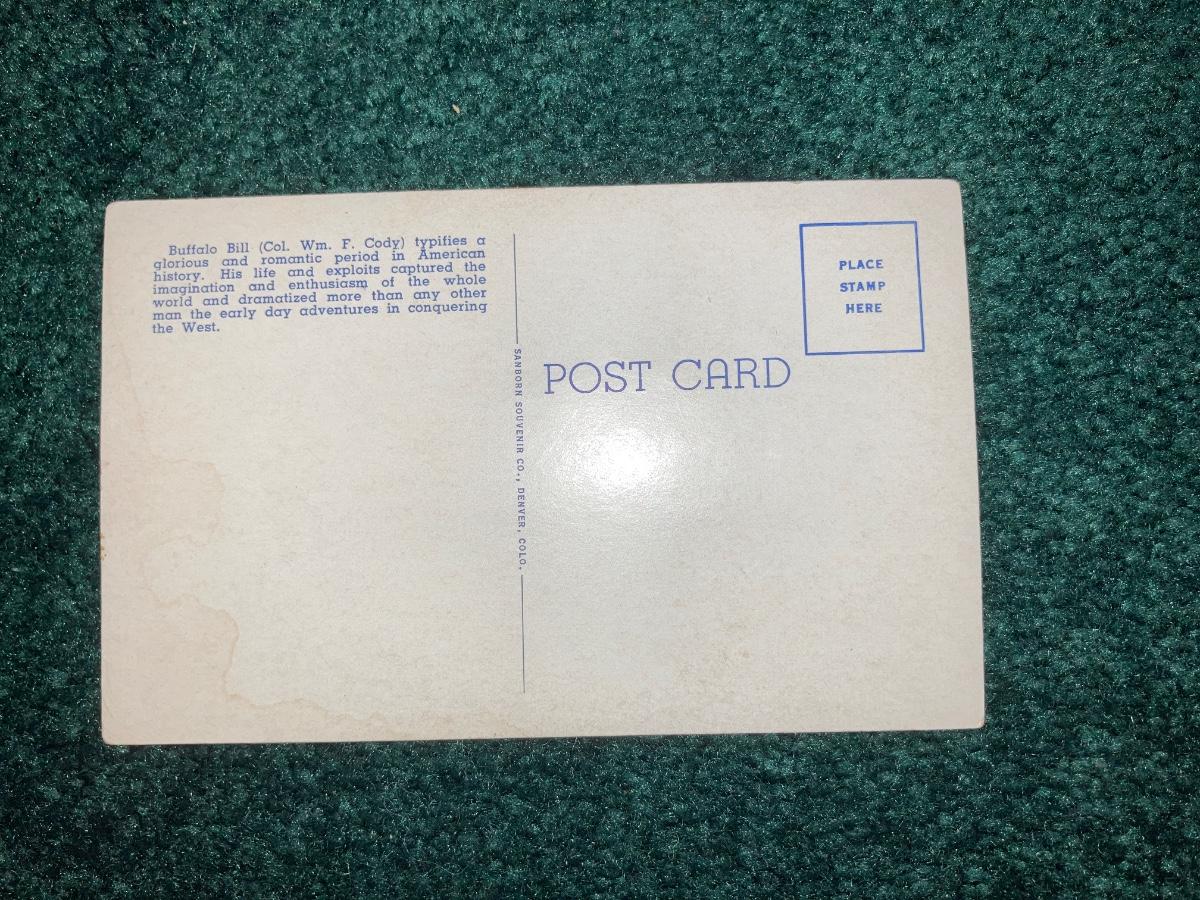 Buffalo Bill (Col. Wm. F. Cody) typifies a
glorious and romantic period in American
history. His life and exploits captured the
imagination and enthusiasm of the whole
world and dramatized more than any other
man the early day adventures in conquering
the West.
SANBORN SOUVENIR CO., DENVER, COLO.
POST CARD
PLACE
STAMP
HERE